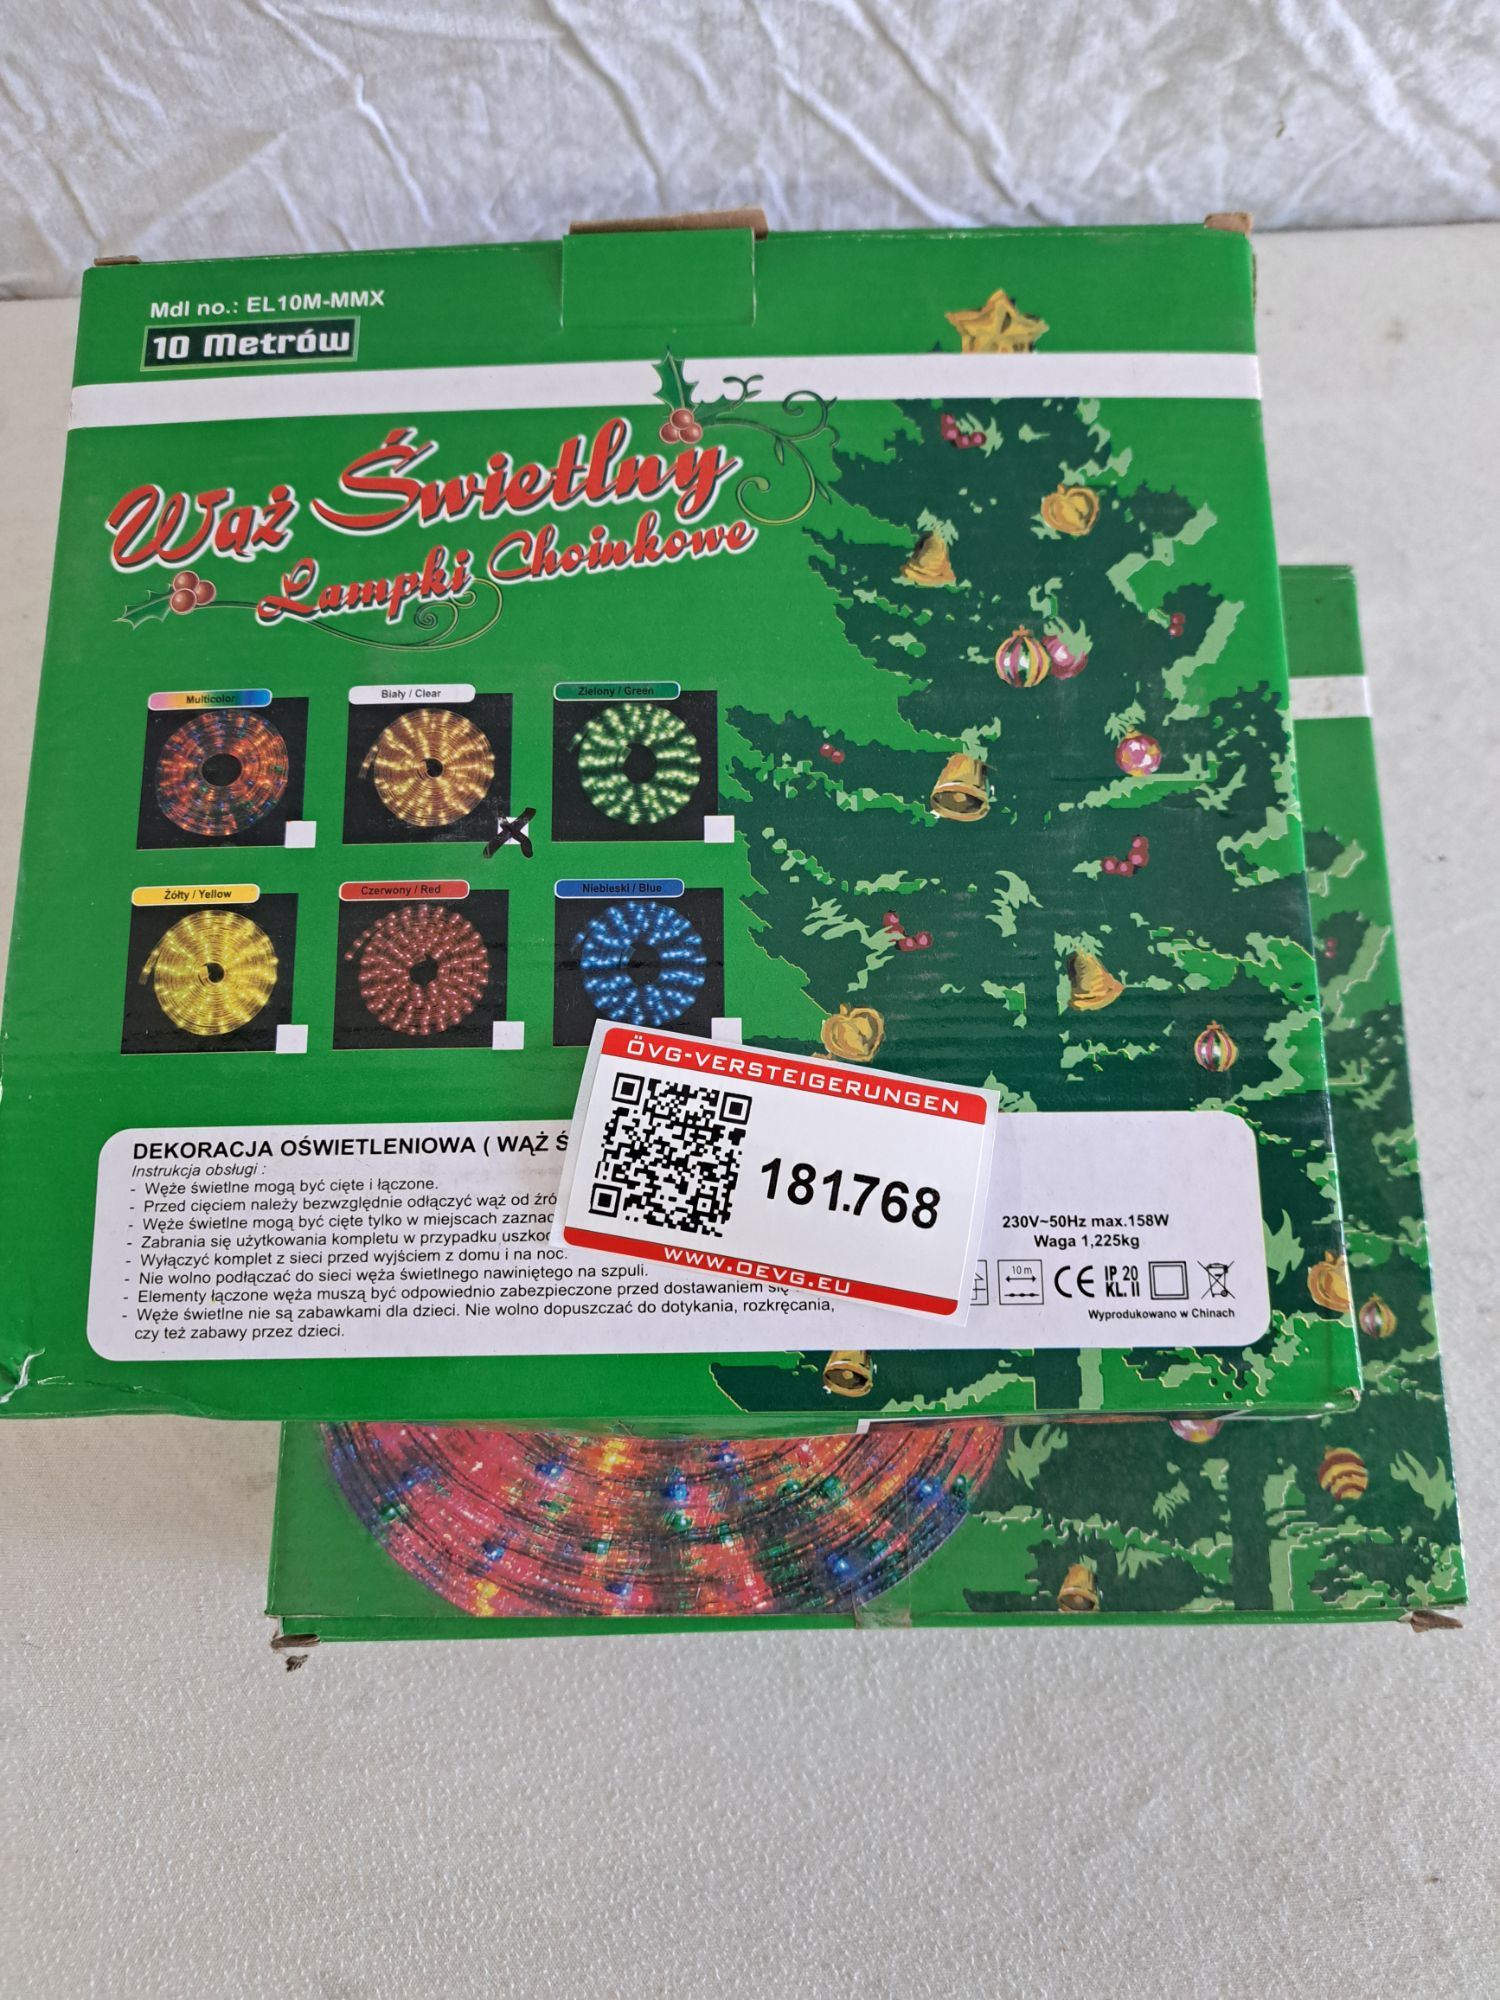 Mdl no.: EL10M-MMX
10 Metrów
Wąż Świetlny
Lampki Choinkowe
Multicolor
Biały / Clear
Zielony / Green
Żółty / Yellow
Czerwony / Red
Niebieski / Blue
ÖVG-VERSTEIGERUNGEN
181.768
WWW.OEVG.EU
DEKORACJA OŚWIETLENIOWA ( WĄŻ Ś
Instrukcja obsługi :
- Węże świetlne mogą być cięte i łączone.
- Przed cięciem należy bezwzględnie odłączyć wąż od źró
- Węże świetlne mogą być cięte tylko w miejscach zaznac
- Zabrania się użytkowania kompletu w przypadku uszko
- Wyłączyć komplet z sieci przed wyjściem z domu i na noc.
- Nie wolno podłączać do sieci węża świetlnego nawiniętego na szpuli.
- Elementy łączone węża muszą być odpowiednio zabezpieczone przed dostawaniem się
- Węże świetlne nie są zabawkami dla dzieci. Nie wolno dopuszczać do dotykania, rozkręcania,
czy też zabawy przez dzieci.
230V~50Hz max.158W
Waga 1,225kg
10 m
CE
IP 20
KL.II
Wyprodukowano w Chinach